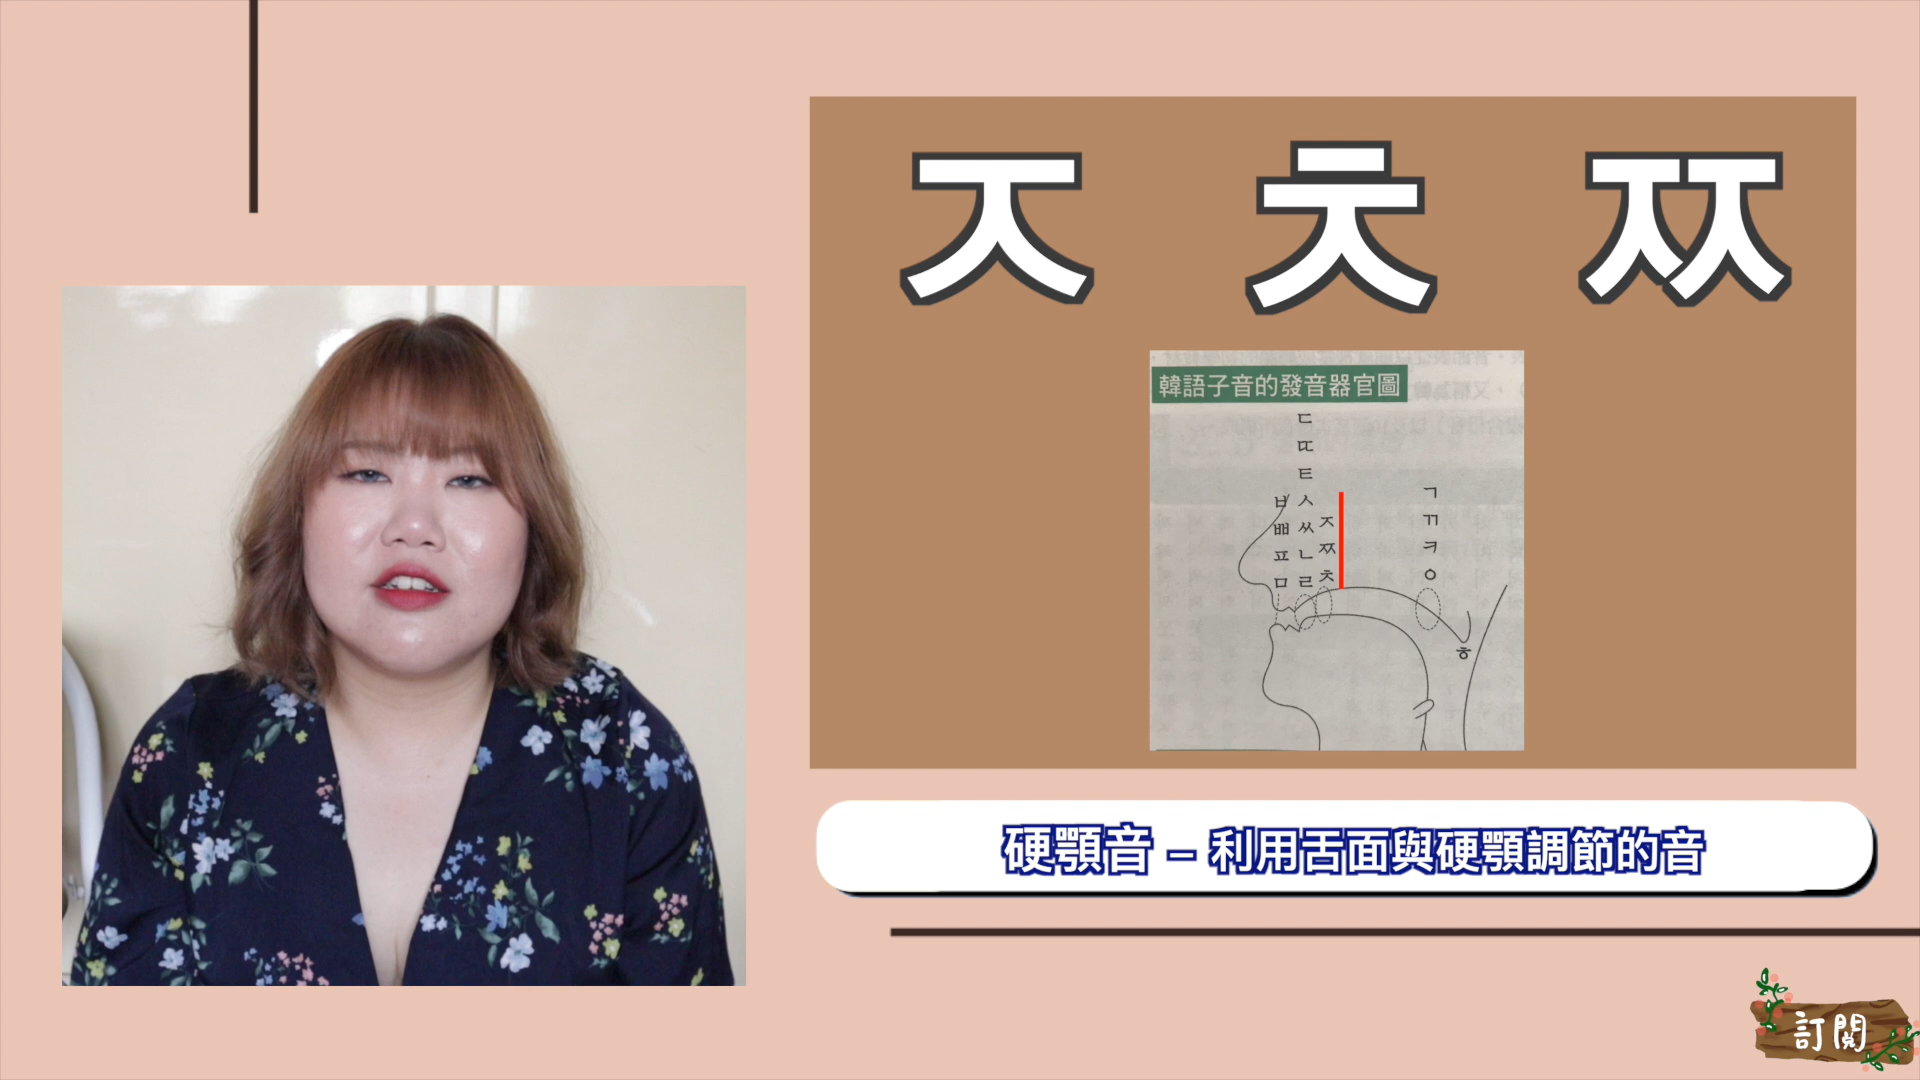 ㅈ ㅊ ㅉ
韓語子音的發音器官圖
ㄷ
ㄸ
ㅌ
ㅂ ㅅ ㄱ
ㅃ ㅆ ㅈ ㄲ
ㅍ ㄴ ㅉ ㅋ
ㅁ ㄹ ㅊ ㅇ
ㅎ
硬顎音 – 利用舌面與硬顎調節的音
訂閱